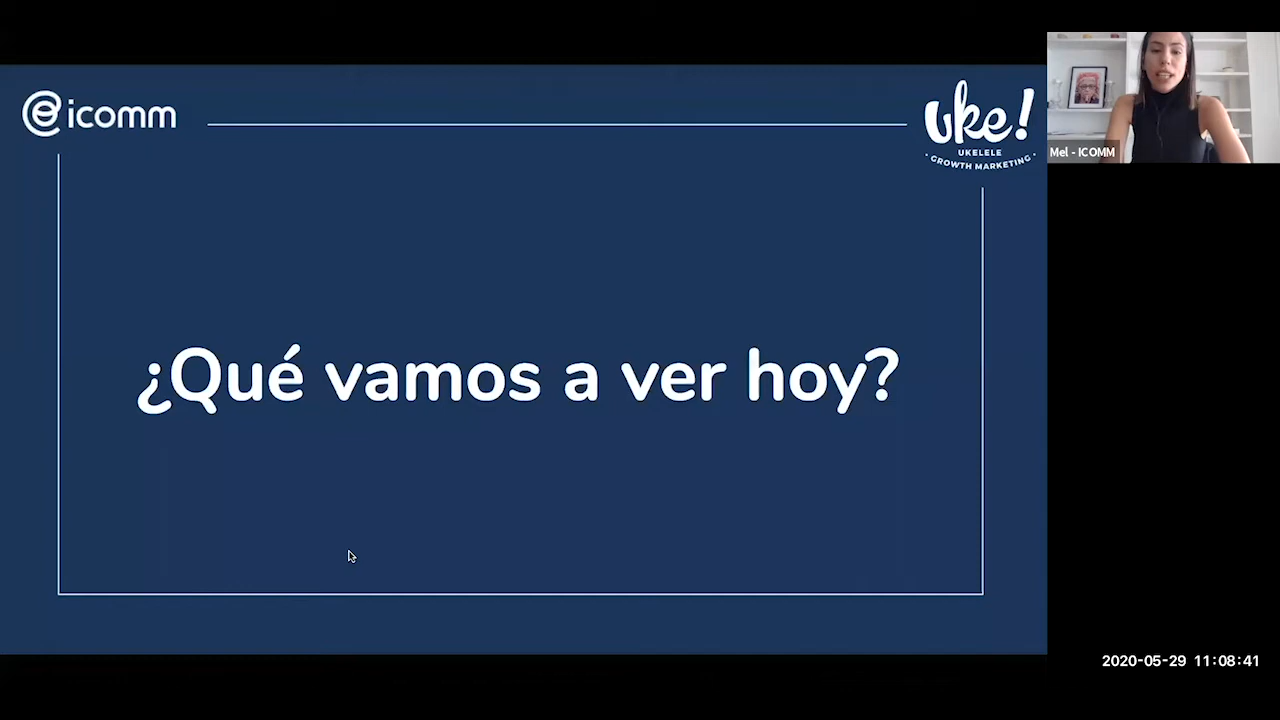 icomm
uke!
UKELELE
· GROWTH MARKETING ·
Mel - ICOMM
¿Qué vamos a ver hoy?
2020-05-29 11:08:41